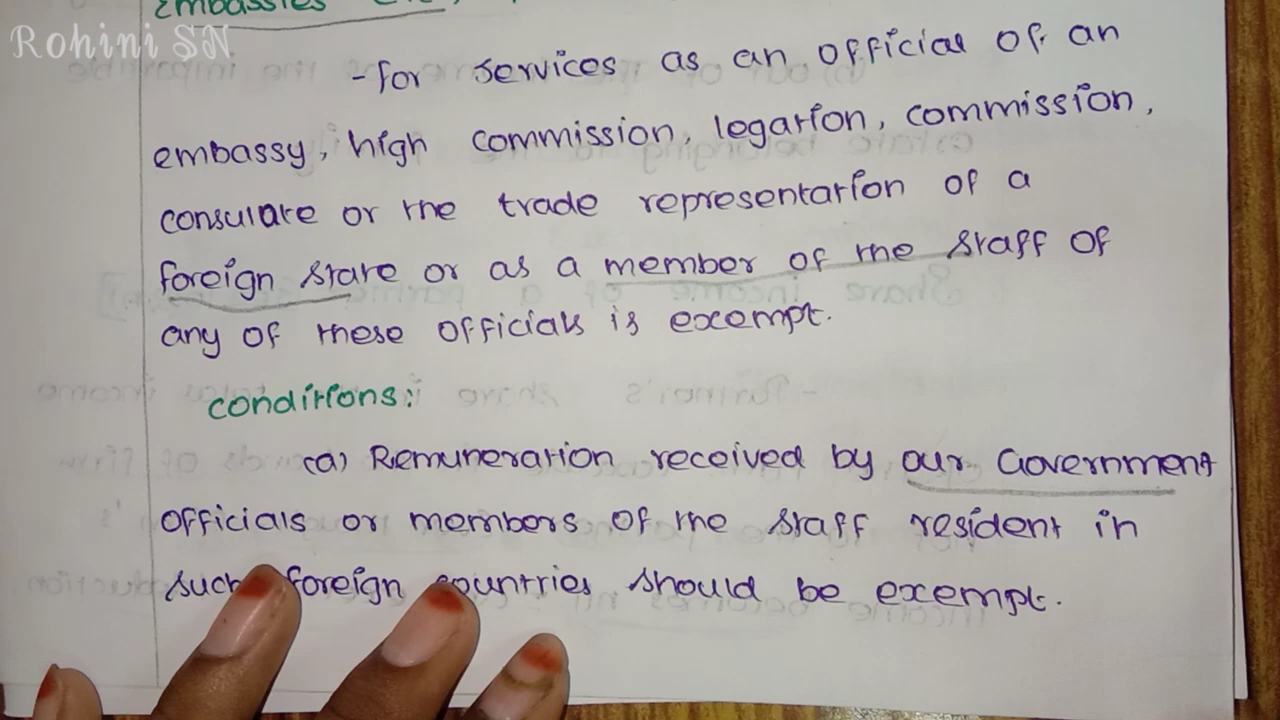 Embassies etc,
Rohini SN
-for services as an official of an
embassy, high commission, legation, commission,
consulate or the trade representation of a
foreign state or as a member of the staff of
any of these officials is exempt.
conditions:
(a) Remuneration received by our Government
officials or members of the staff resident in
such foreign countries should be exempt.